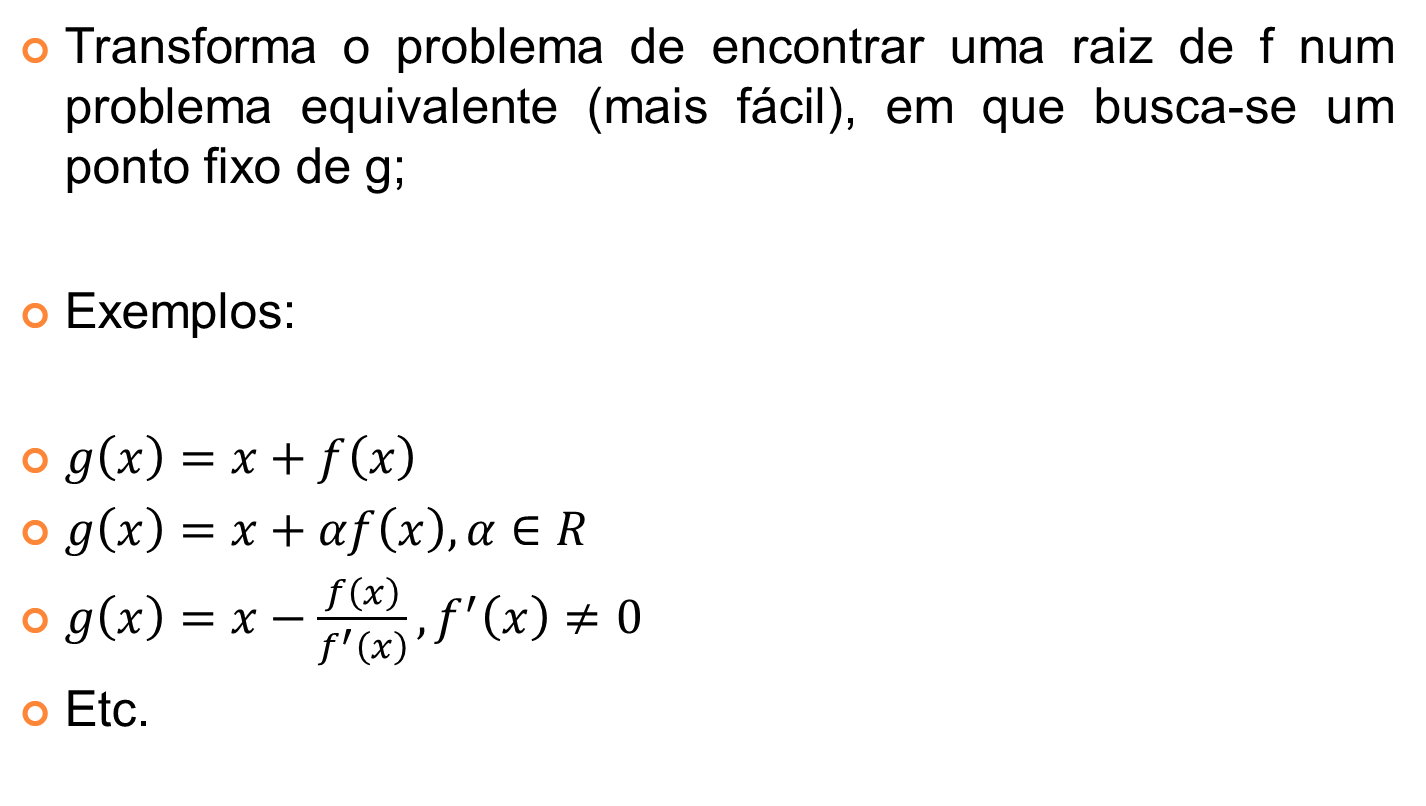 Transforma o problema de encontrar uma raiz de f num
problema equivalente (mais fácil), em que busca-se um
ponto fixo de g;
Exemplos:
g(x) = x + f(x)
g(x) = x + αf(x), α ∈ R
g(x) = x − f(x)/f′(x), f′(x) ≠ 0
Etc.